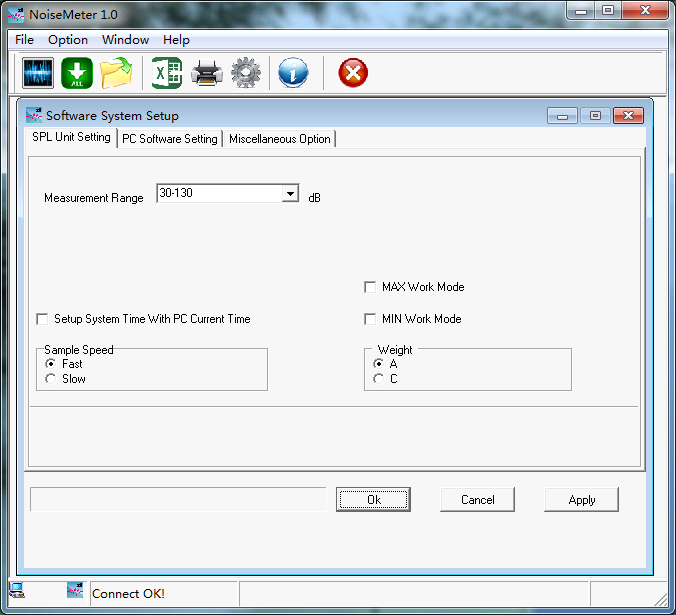 NoiseMeter 1.0
File Option Window Help
ALL
Software System Setup
SPL Unit Setting PC Software Setting Miscellaneous Option
Measurement Range 30-130 dB
MAX Work Mode
Setup System Time With PC Current Time MIN Work Mode
Sample Speed Weight
Fast A
Slow C
Ok Cancel Apply
Connect OK!